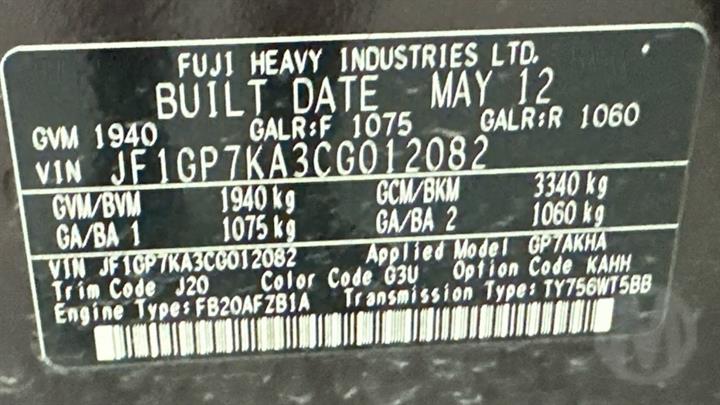 FUJI HEAVY INDUSTRIES LTD.
BUILT DATE MAY 12
GVM 1940 GALR:F 1075 GALR:R 1060
VIN JF1GP7KA3CG012082
GVM/BVM 1940 kg GCM/BKM 3340 kg
GA/BA 1 1075 kg GA/BA 2 1060 kg
VIN JF1GP7KA3CG012082 Applied Model GP7AKHA
Trim Code J20 Color Code G3U Option Code KAHH
Engine Type:FB20AFZB1A Transmission Type:TY756WT5BB